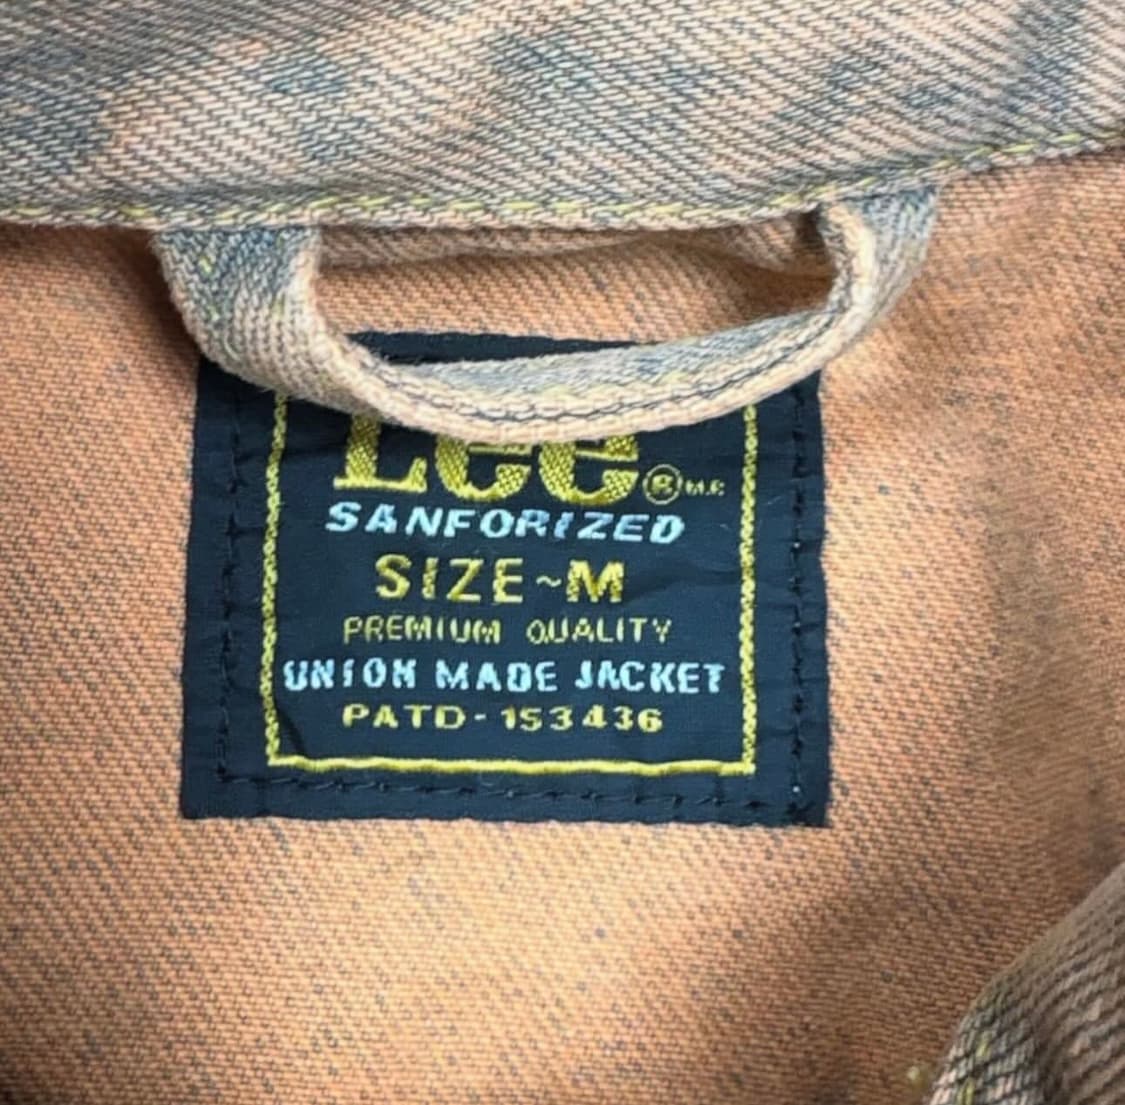 Lee® M.R.
SANFORIZED
SIZE~M
PREMIUM QUALITY
UNION MADE JACKET
PATD-153436